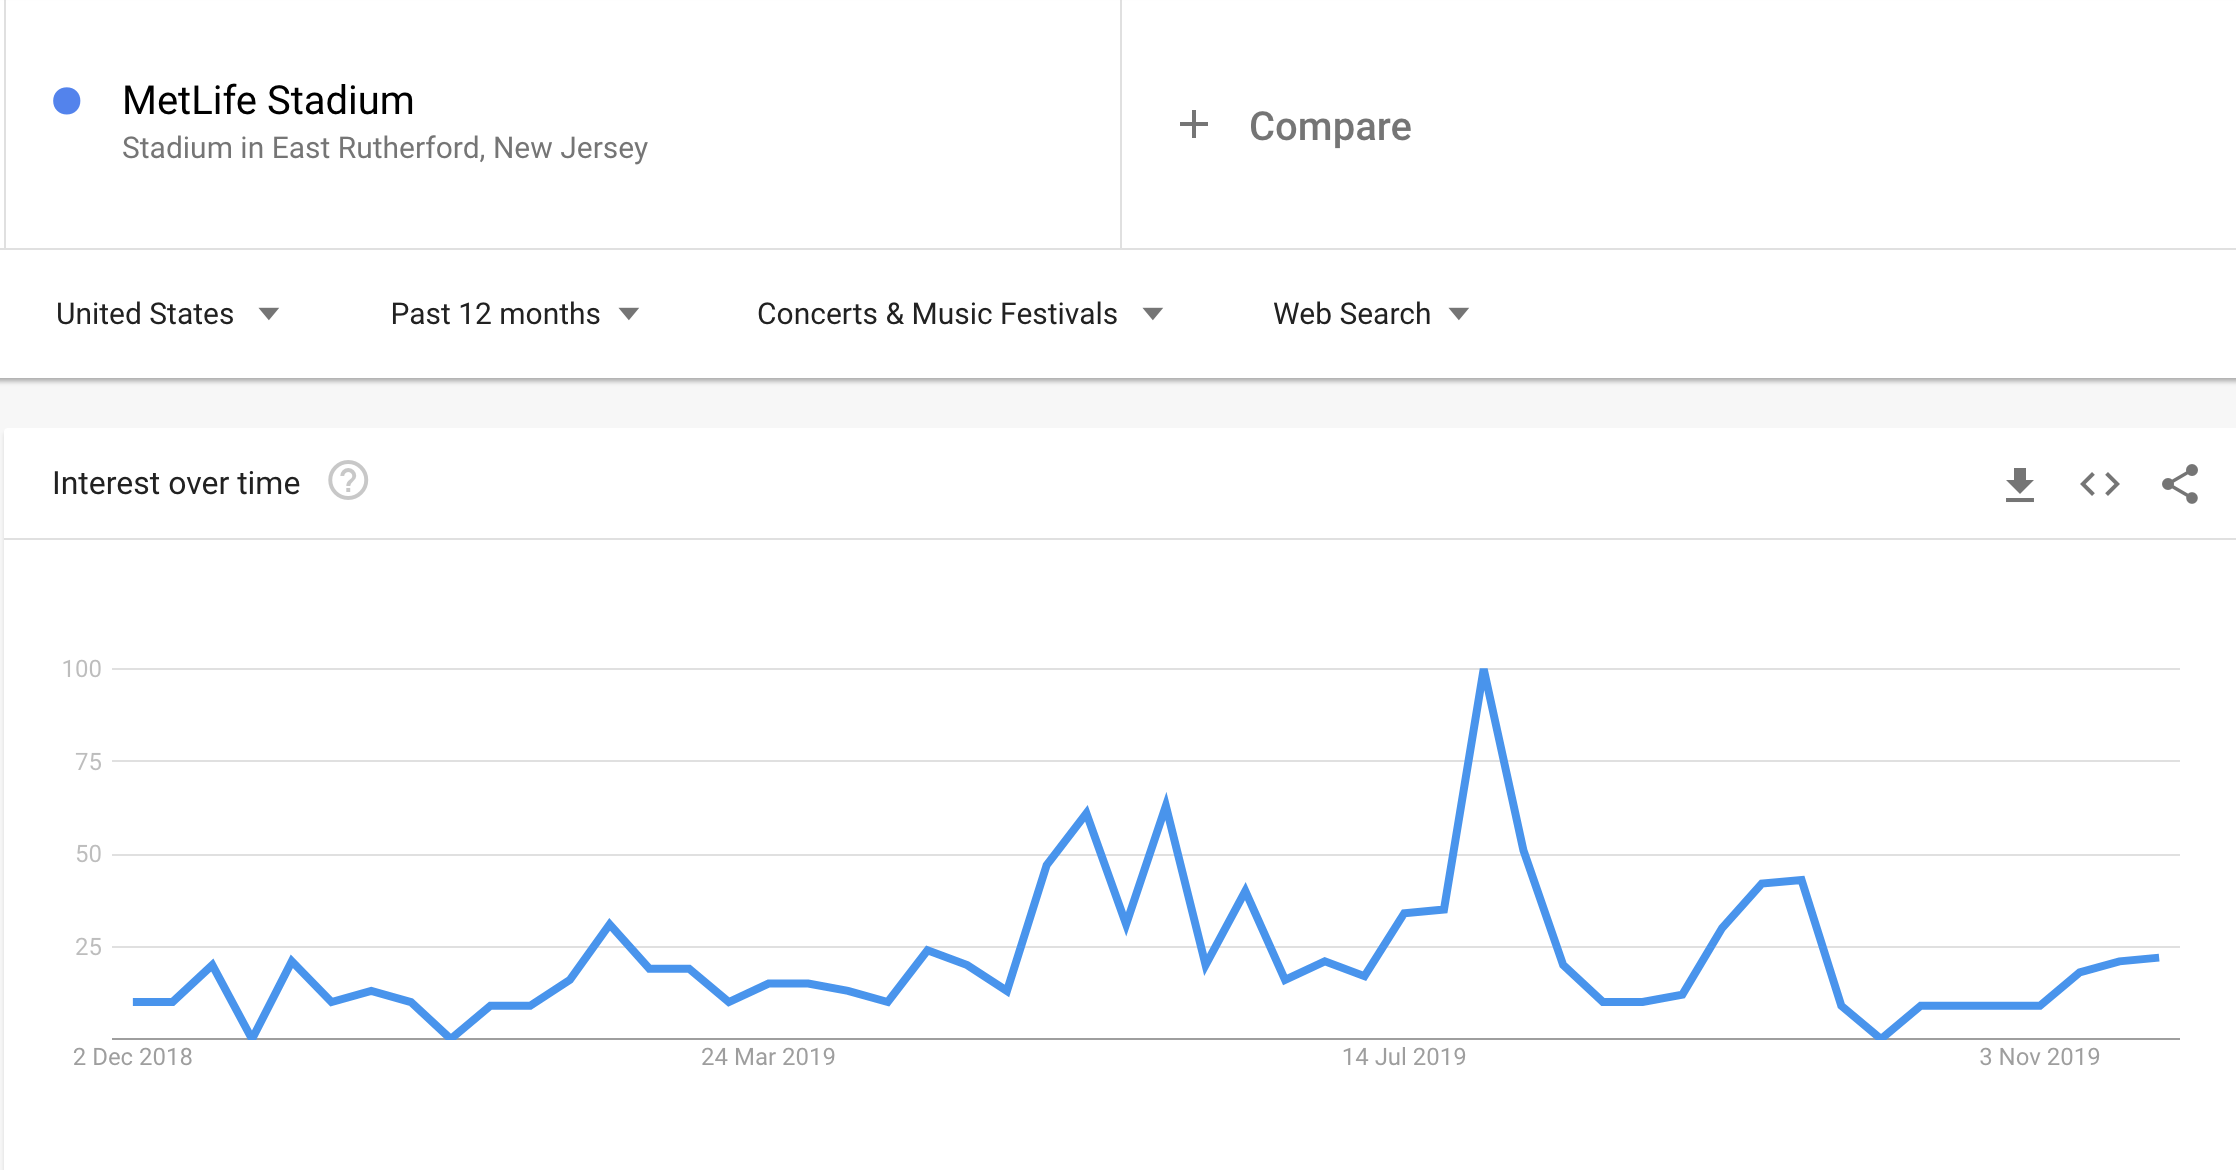 MetLife Stadium
Stadium in East Rutherford, New Jersey
+ Compare
United States
Past 12 months
Concerts & Music Festivals
Web Search
Interest over time
?
100
75
50
25
2 Dec 2018
24 Mar 2019
14 Jul 2019
3 Nov 2019